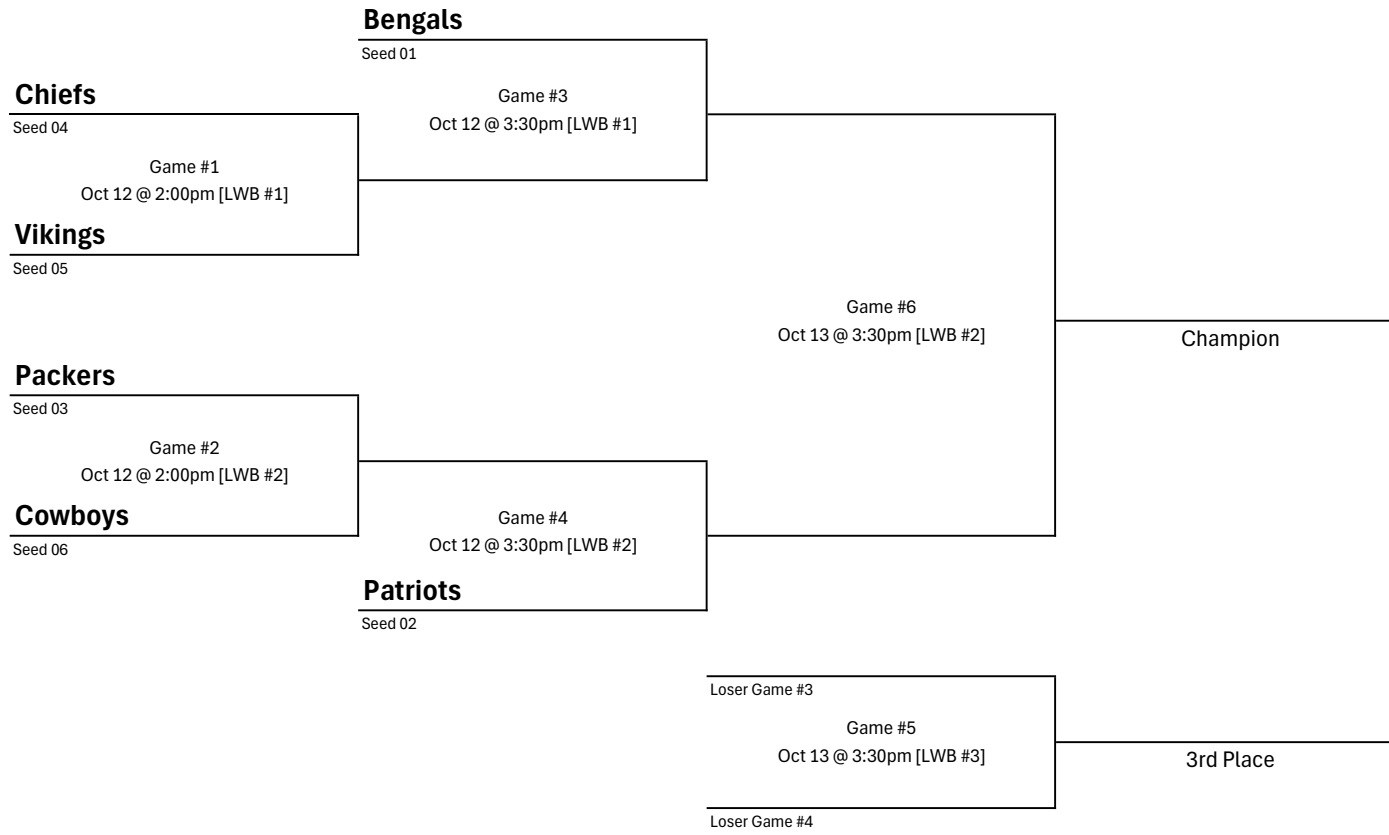 Bengals
Seed 01
Chiefs
Seed 04
Game #3
Oct 12 @ 3:30pm [LWB #1]
Game #1
Oct 12 @ 2:00pm [LWB #1]
Vikings
Seed 05
Game #6
Oct 13 @ 3:30pm [LWB #2]
Champion
Packers
Seed 03
Game #2
Oct 12 @ 2:00pm [LWB #2]
Cowboys
Seed 06
Game #4
Oct 12 @ 3:30pm [LWB #2]
Patriots
Seed 02
Loser Game #3
Game #5
Oct 13 @ 3:30pm [LWB #3]
3rd Place
Loser Game #4